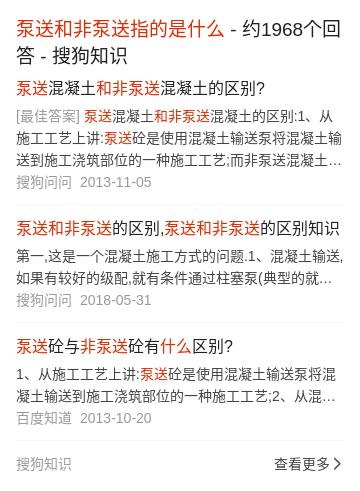 泵送和非泵送指的是什么 - 约1968个回
答 - 搜狗知识
泵送混凝土和非泵送混凝土的区别?
[最佳答案] 泵送混凝土和非泵送混凝土的区别:1、从
施工工艺上讲:泵送砼是使用混凝土输送泵将混凝土输
送到施工浇筑部位的一种施工工艺;而非泵送混凝土...
搜狗问问 2013-11-05
泵送和非泵送的区别,泵送和非泵送的区别知识
第一,这是一个混凝土施工方式的问题.1、混凝土输送,
如果有较好的级配,就有条件通过柱塞泵(典型的就...
搜狗问问 2018-05-31
泵送砼与非泵送砼有什么区别?
1、从施工工艺上讲:泵送砼是使用混凝土输送泵将混
凝土输送到施工浇筑部位的一种施工工艺;2、从混...
百度知道 2013-10-20
搜狗知识 查看更多